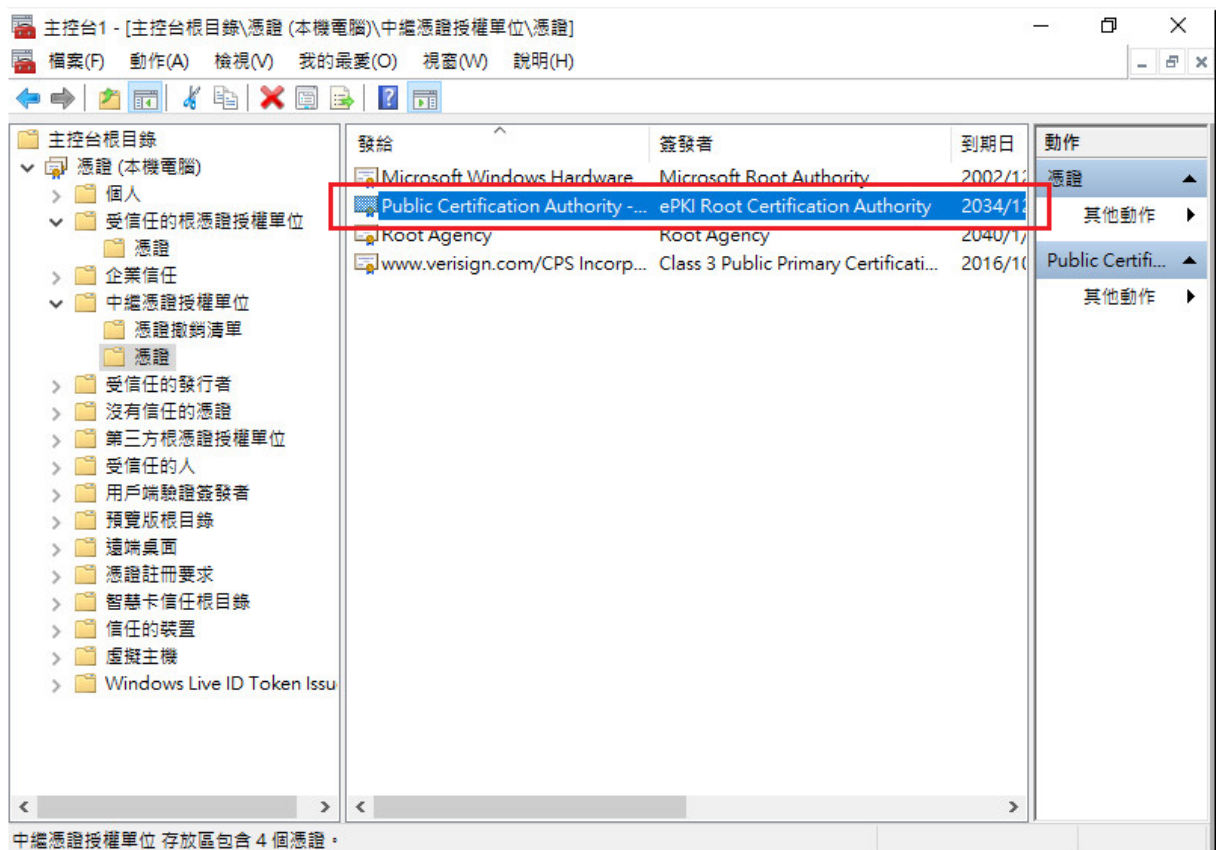 主控台1 - [主控台根目錄\憑證 (本機電腦)\中繼憑證授權單位\憑證]
檔案(F) 動作(A) 檢視(V) 我的最愛(O) 視窗(W) 說明(H)
主控台根目錄
憑證 (本機電腦)
個人
受信任的根憑證授權單位
憑證
企業信任
中繼憑證授權單位
憑證撤銷清單
憑證
受信任的發行者
沒有信任的憑證
第三方根憑證授權單位
受信任的人
用戶端驗證簽發者
預覽版根目錄
遠端桌面
憑證註冊要求
智慧卡信任根目錄
信任的裝置
虛擬主機
Windows Live ID Token Issu
發給 簽發者 到期日
Microsoft Windows Hardware Microsoft Root Authority 2002/12
Public Certification Authority -... ePKI Root Certification Authority 2034/12
Root Agency Root Agency 2040/1/
www.verisign.com/CPS Incorp... Class 3 Public Primary Certificati... 2016/10
動作
憑證
其他動作
Public Certifi...
其他動作
中繼憑證授權單位 存放區包含 4 個憑證。